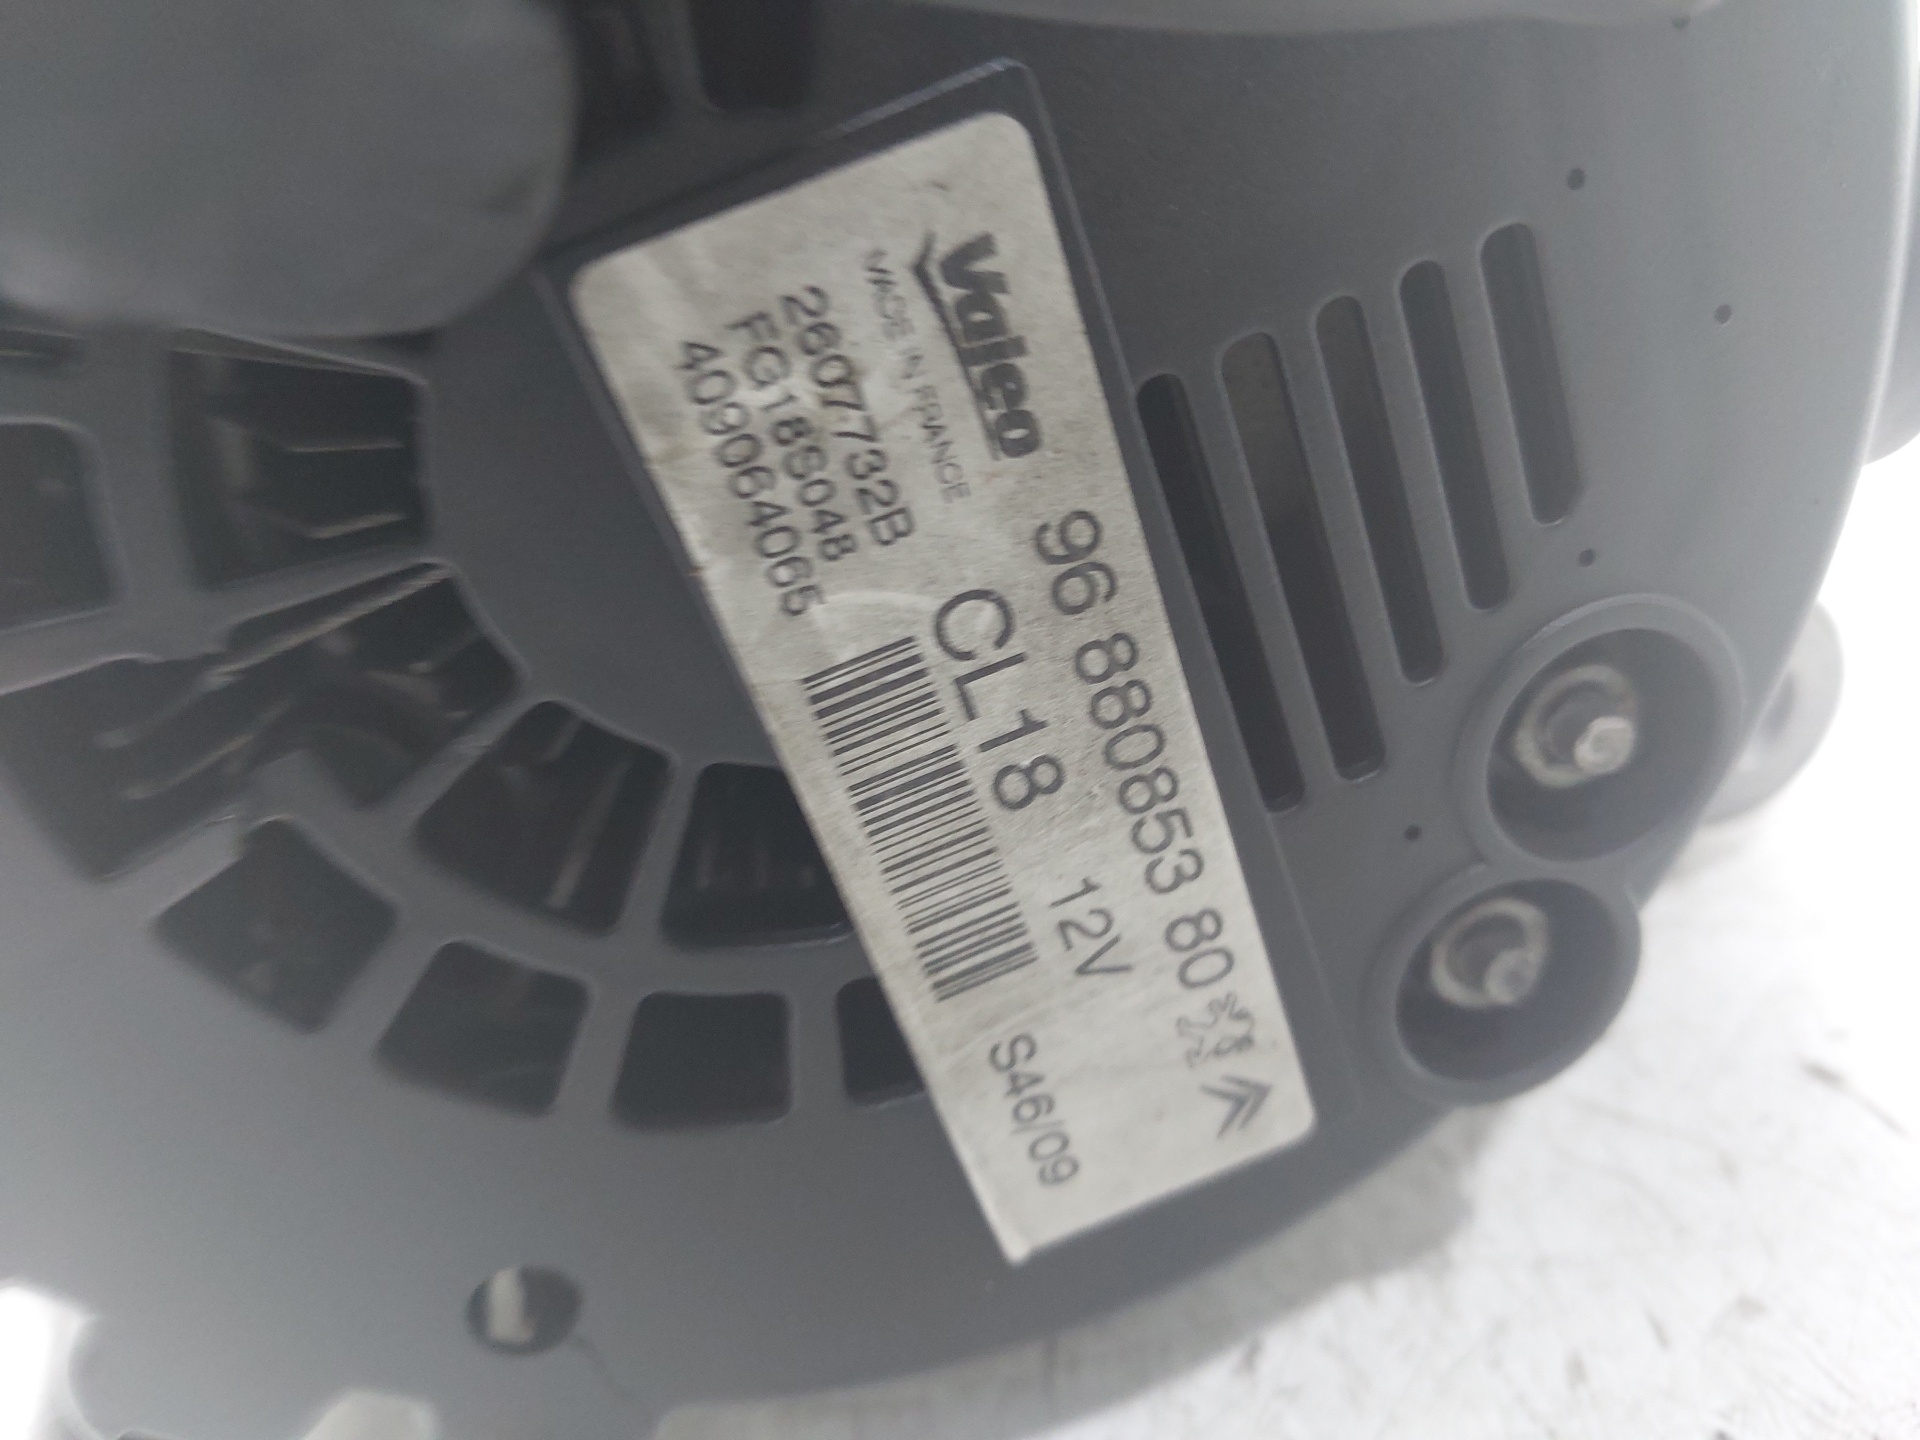 Valeo
MADE IN FRANCE
96 880853 80
2607732B
FG18S048
409064065
CL18 12V
S46/09